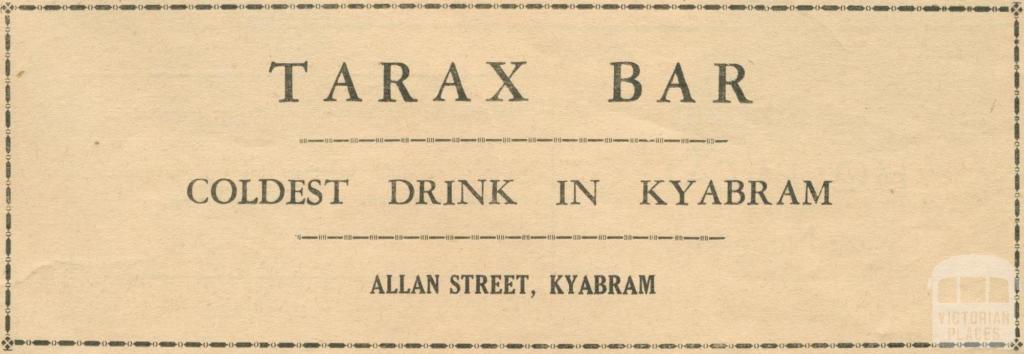 TARAX BAR
COLDEST DRINK IN KYABRAM
ALLAN STREET, KYABRAM
VICTORIAN
PLACES